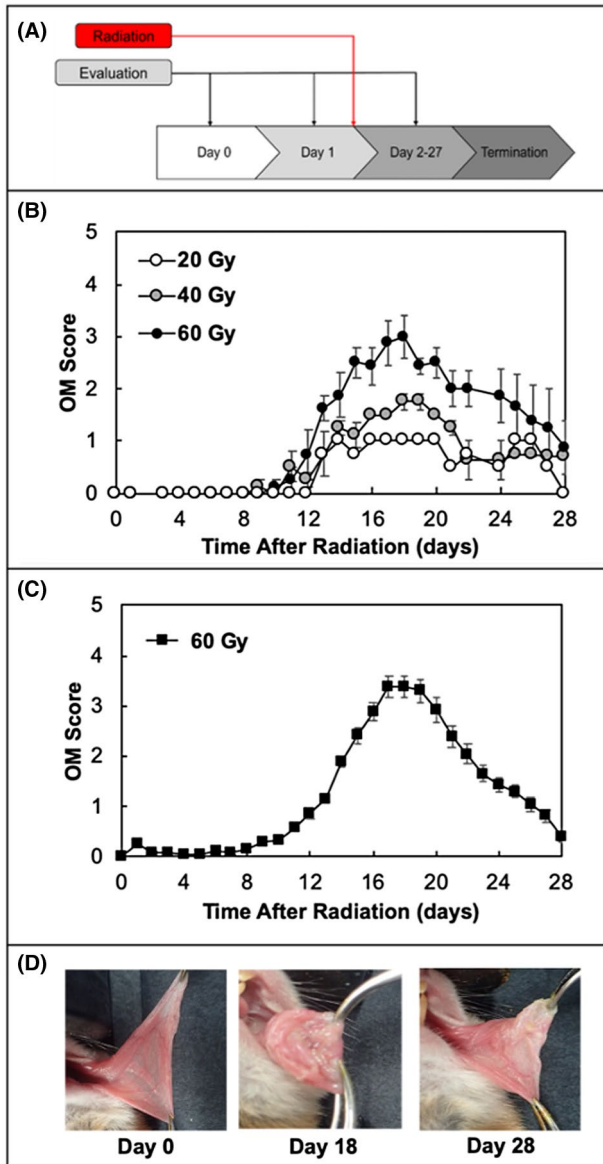 (A)
Radiation
Evaluation
Day 0
Day 1
Day 2-27
Termination
(B)
5
4
3
2
1
0
OM Score
20 Gy
40 Gy
60 Gy
0 4 8 12 16 20 24 28
Time After Radiation (days)
(C)
5
4
3
2
1
0
OM Score
60 Gy
0 4 8 12 16 20 24 28
Time After Radiation (days)
(D)
Day 0 Day 18 Day 28